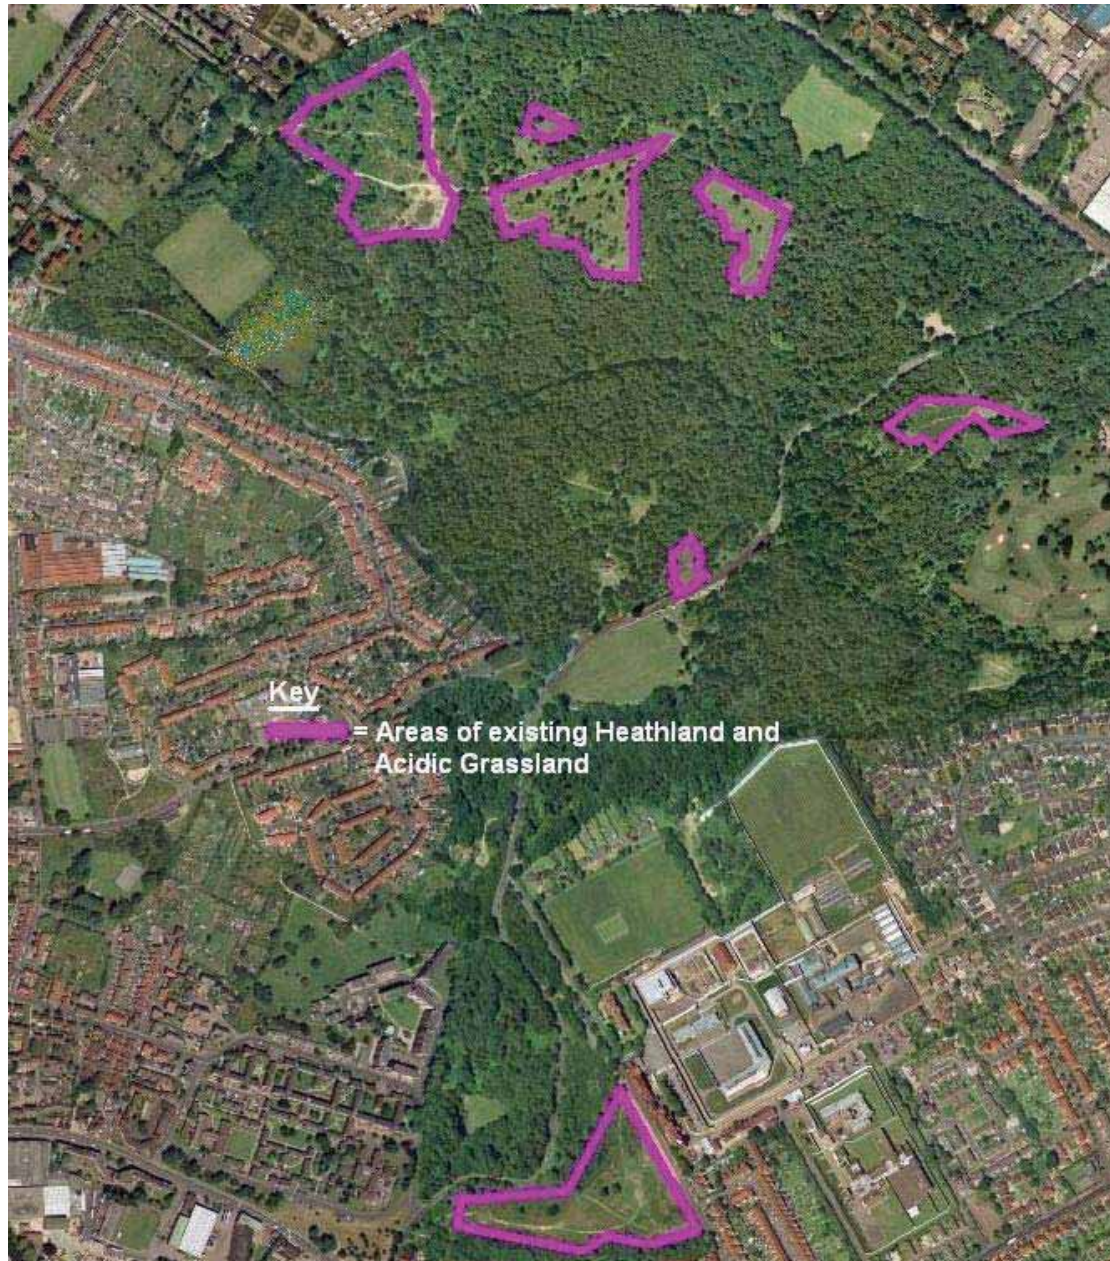 Key
= Areas of existing Heathland and
Acidic Grassland